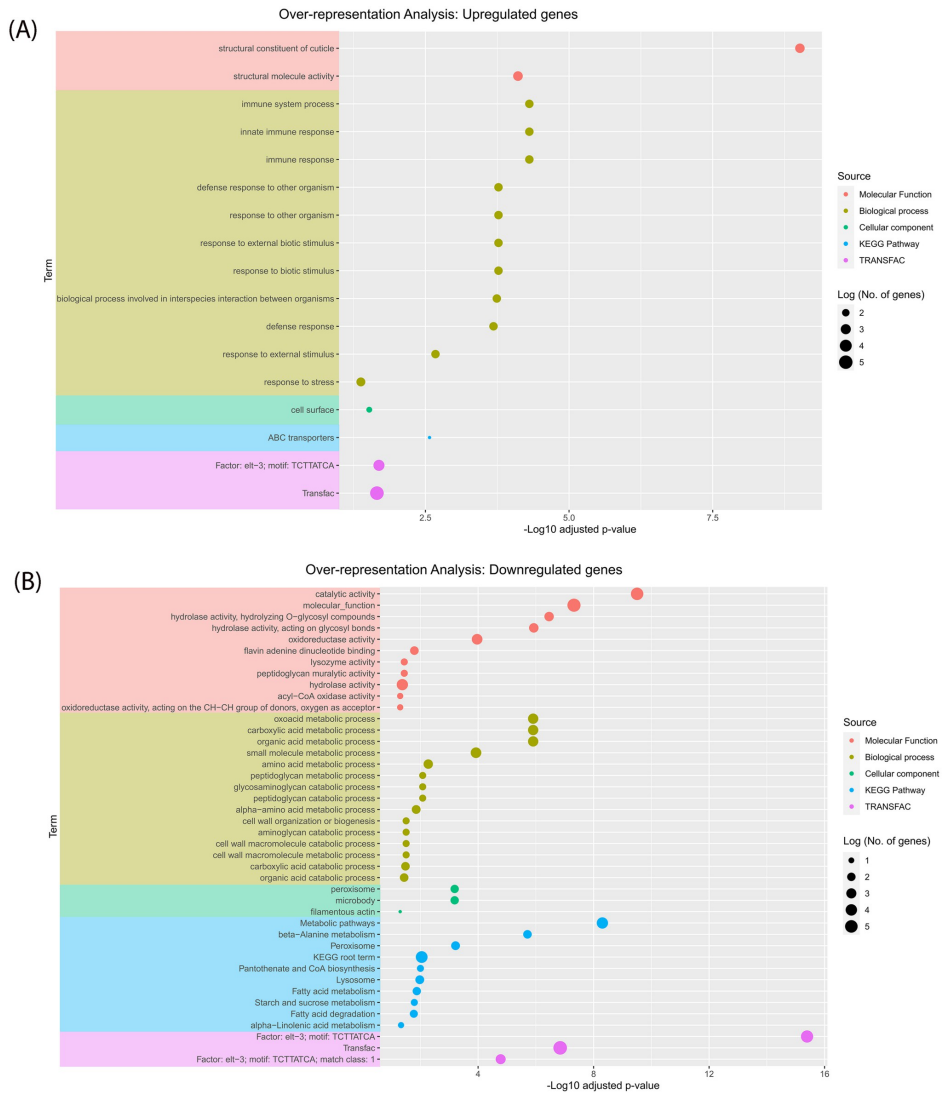 (A)
Over-representation Analysis: Upregulated genes
Term
structural constituent of cuticle
structural molecule activity
immune system process
innate immune response
immune response
defense response to other organism
response to other organism
response to external biotic stimulus
response to biotic stimulus
biological process involved in interspecies interaction between organisms
defense response
response to external stimulus
response to stress
cell surface
ABC transporters
Factor: elt−3; motif: TCTTATCA
Transfac
2.5 5.0 7.5
-Log10 adjusted p-value
Source
Molecular Function
Biological process
Cellular component
KEGG Pathway
TRANSFAC
Log (No. of genes)
2
3
4
5
(B)
Over-representation Analysis: Downregulated genes
Term
catalytic activity
molecular_function
hydrolase activity, hydrolyzing O−glycosyl compounds
hydrolase activity, acting on glycosyl bonds
oxidoreductase activity
flavin adenine dinucleotide binding
lysozyme activity
peptidoglycan muralytic activity
hydrolase activity
acyl−CoA oxidase activity
oxidoreductase activity, acting on the CH−CH group of donors, oxygen as acceptor
oxoacid metabolic process
carboxylic acid metabolic process
organic acid metabolic process
small molecule metabolic process
amino acid metabolic process
peptidoglycan metabolic process
glycosaminoglycan catabolic process
peptidoglycan catabolic process
alpha−amino acid metabolic process
cell wall organization or biogenesis
aminoglycan catabolic process
cell wall macromolecule catabolic process
cell wall macromolecule metabolic process
carboxylic acid catabolic process
organic acid catabolic process
peroxisome
microbody
filamentous actin
Metabolic pathways
beta−Alanine metabolism
Peroxisome
KEGG root term
Pantothenate and CoA biosynthesis
Lysosome
Fatty acid metabolism
Starch and sucrose metabolism
Fatty acid degradation
alpha−Linolenic acid metabolism
Factor: elt−3; motif: TCTTATCA
Transfac
Factor: elt−3; motif: TCTTATCA; match class: 1
4 8 12 16
-Log10 adjusted p-value
Source
Molecular Function
Biological process
Cellular component
KEGG Pathway
TRANSFAC
Log (No. of genes)
1
2
3
4
5